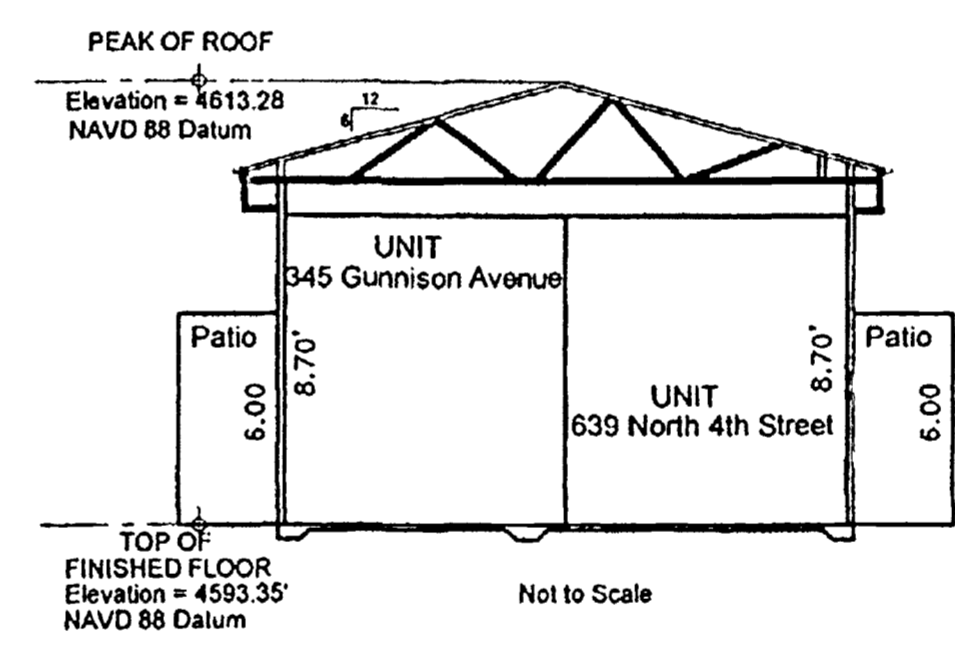 PEAK OF ROOF
Elevation = 4613.28
NAVD 88 Datum
12
6
UNIT
345 Gunnison Avenue
Patio
6.00
8.70'
UNIT
639 North 4th Street
8.70'
Patio
6.00
TOP OF
FINISHED FLOOR
Elevation = 4593.35'
NAVD 88 Datum
Not to Scale